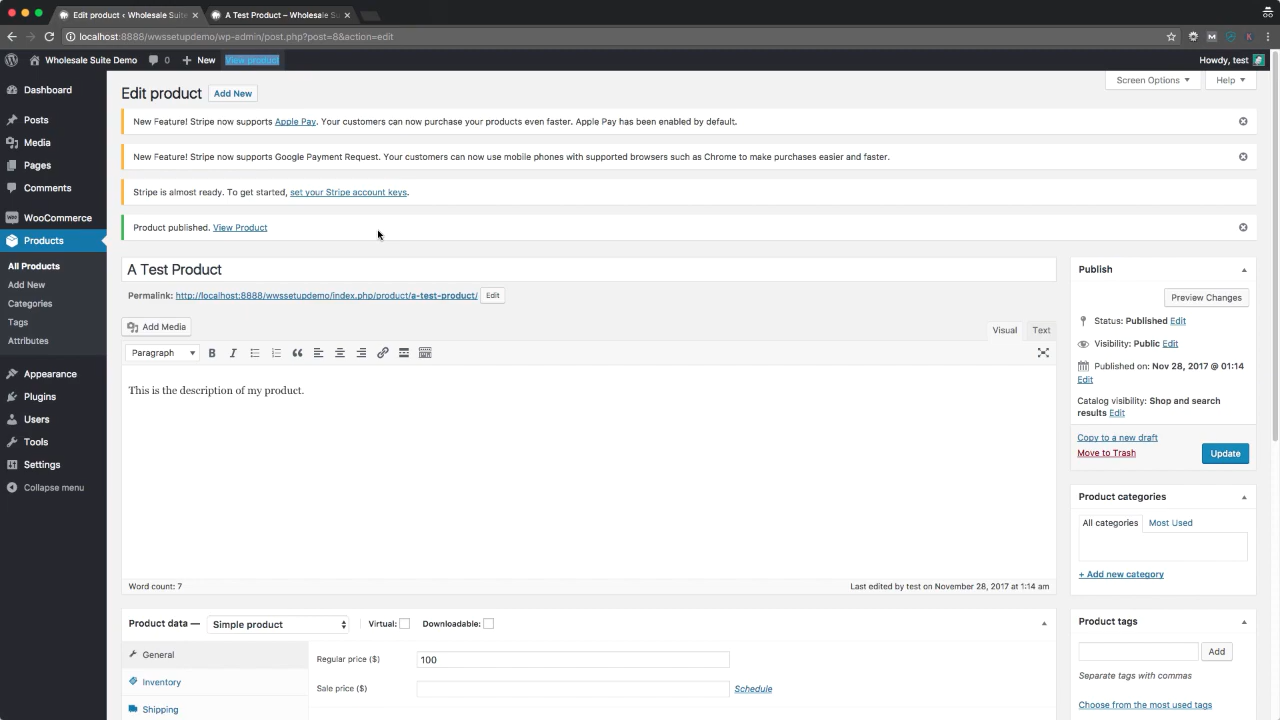 Edit product ‹ Wholesale Suite
A Test Product – Wholesale Su
localhost:8888/wwssetupdemo/wp-admin/post.php?post=8&action=edit
Wholesale Suite Demo 0 New View product Howdy, test
Screen Options Help
Edit product Add New
New Feature! Stripe now supports Apple Pay. Your customers can now purchase your products even faster. Apple Pay has been enabled by default.
New Feature! Stripe now supports Google Payment Request. Your customers can now use mobile phones with supported browsers such as Chrome to make purchases easier and faster.
Stripe is almost ready. To get started, set your Stripe account keys.
Product published. View Product
Dashboard
Posts
Media
Pages
Comments
WooCommerce
Products
All Products
Add New
Categories
Tags
Attributes
Appearance
Plugins
Users
Tools
Settings
Collapse menu
A Test Product
Permalink: http://localhost:8888/wwssetupdemo/index.php/product/a-test-product/ Edit
Add Media
Visual Text
Paragraph
This is the description of my product.
Word count: 7 Last edited by test on November 28, 2017 at 1:14 am
Product data — Simple product Virtual: Downloadable:
General
Inventory
Shipping
Regular price ($) 100
Sale price ($) Schedule
Publish
Preview Changes
Status: Published Edit
Visibility: Public Edit
Published on: Nov 28, 2017 @ 01:14
Edit
Catalog visibility: Shop and search
results Edit
Copy to a new draft
Move to Trash
Update
Product categories
All categories Most Used
+ Add new category
Product tags
Add
Separate tags with commas
Choose from the most used tags